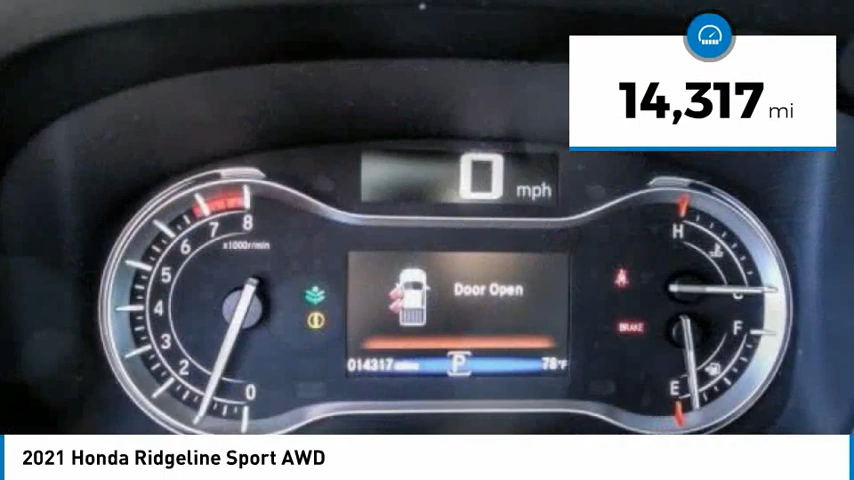 14,317 mi
0 mph
8
7
6
x1000r/min
5
4
3
2
0
Door Open
014317
P
78°F
BRAKE
H
C
F
E
2021 Honda Ridgeline Sport AWD